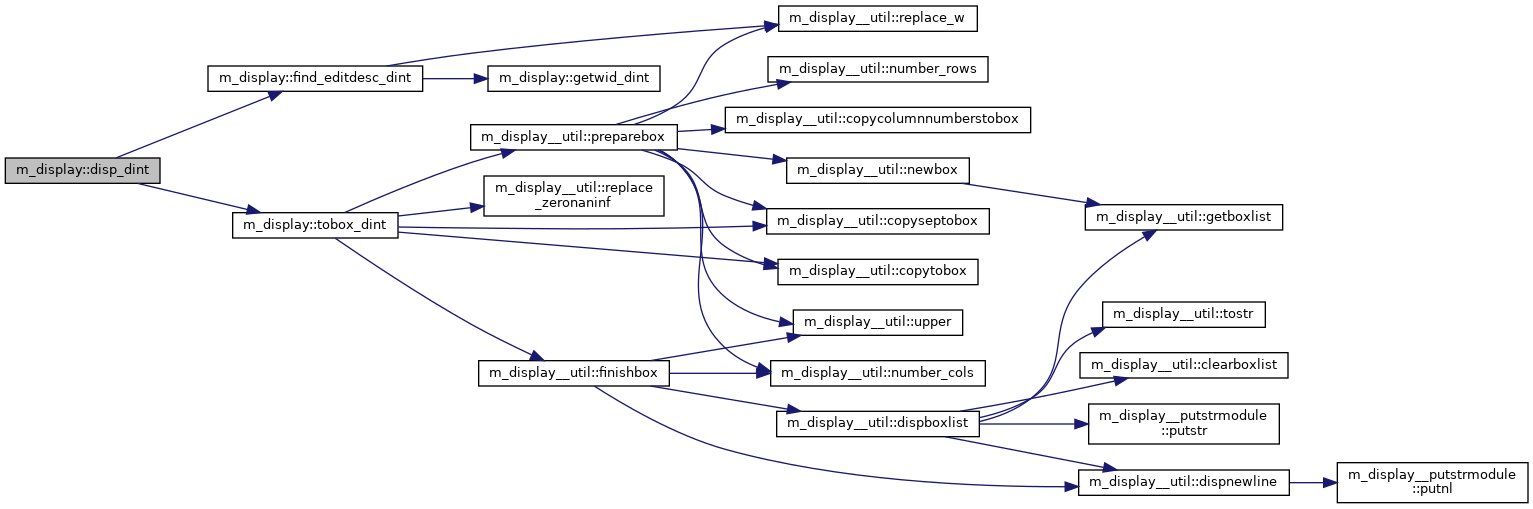 m_display__util::replace_w
m_display::find_editdesc_dint
m_display::getwid_dint
m_display__util::number_rows
m_display__util::copycolumnnumberstobox
m_display__util::preparebox
m_display::disp_dint
m_display__util::newbox
m_display__util::replace
_zeronaninf
m_display__util::getboxlist
m_display::tobox_dint
m_display__util::copyseptobox
m_display__util::copytobox
m_display__util::tostr
m_display__util::upper
m_display__util::clearboxlist
m_display__util::finishbox
m_display__util::number_cols
m_display__putstrmodule
::putstr
m_display__util::dispboxlist
m_display__util::dispnewline
m_display__putstrmodule
::putnl